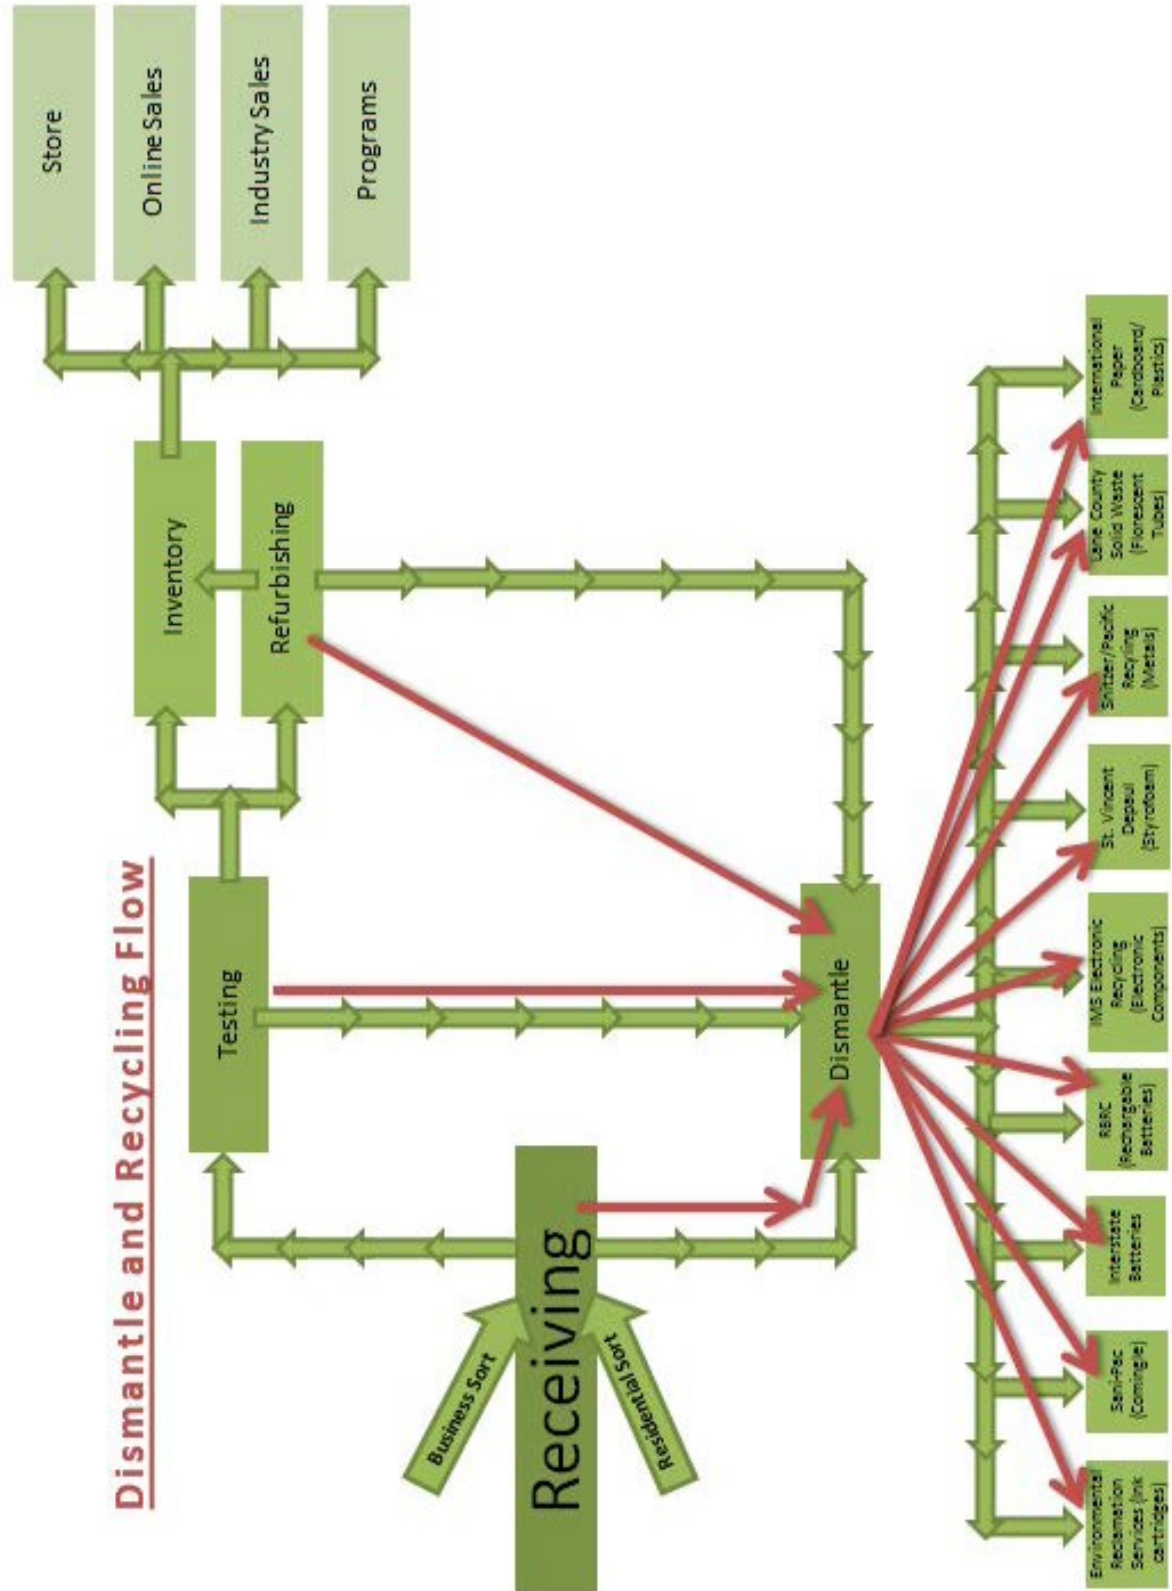 Dismantle and Recycling Flow
Business Sort
Residential Sort
Receiving
Testing
Dismantle
Inventory
Refurbishing
Store
Online Sales
Industry Sales
Programs
Environmental
Reclamation
Services (Ink
cartridges)
Sani-Pac
(Comingle)
Interstate
Batteries
RBRC
(Rechargable
Batteries)
IMS Electronic
Recycling
(Electronic
Components)
St. Vincent
Depaul
(Styrofoam)
Snitzer/Pacific
Recyling
(Metals)
Lane County
Solid Waste
(Florescent
Tubes)
International
Paper
(Cardboard/
Plastics)